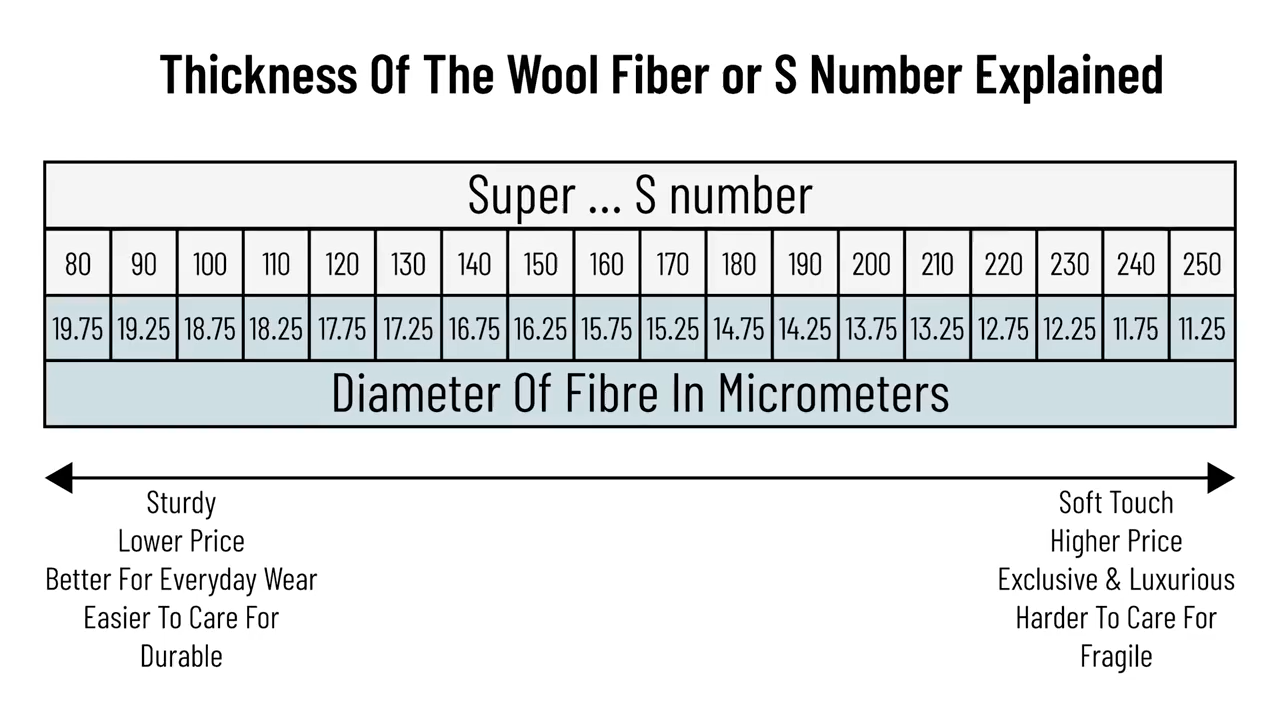 Thickness Of The Wool Fiber or S Number Explained
Super ... S number
80 90 100 110 120 130 140 150 160 170 180 190 200 210 220 230 240 250
19.75 19.25 18.75 18.25 17.75 17.25 16.75 16.25 15.75 15.25 14.75 14.25 13.75 13.25 12.75 12.25 11.75 11.25
Diameter Of Fibre In Micrometers
Sturdy
Lower Price
Better For Everyday Wear
Easier To Care For
Durable
Soft Touch
Higher Price
Exclusive & Luxurious
Harder To Care For
Fragile